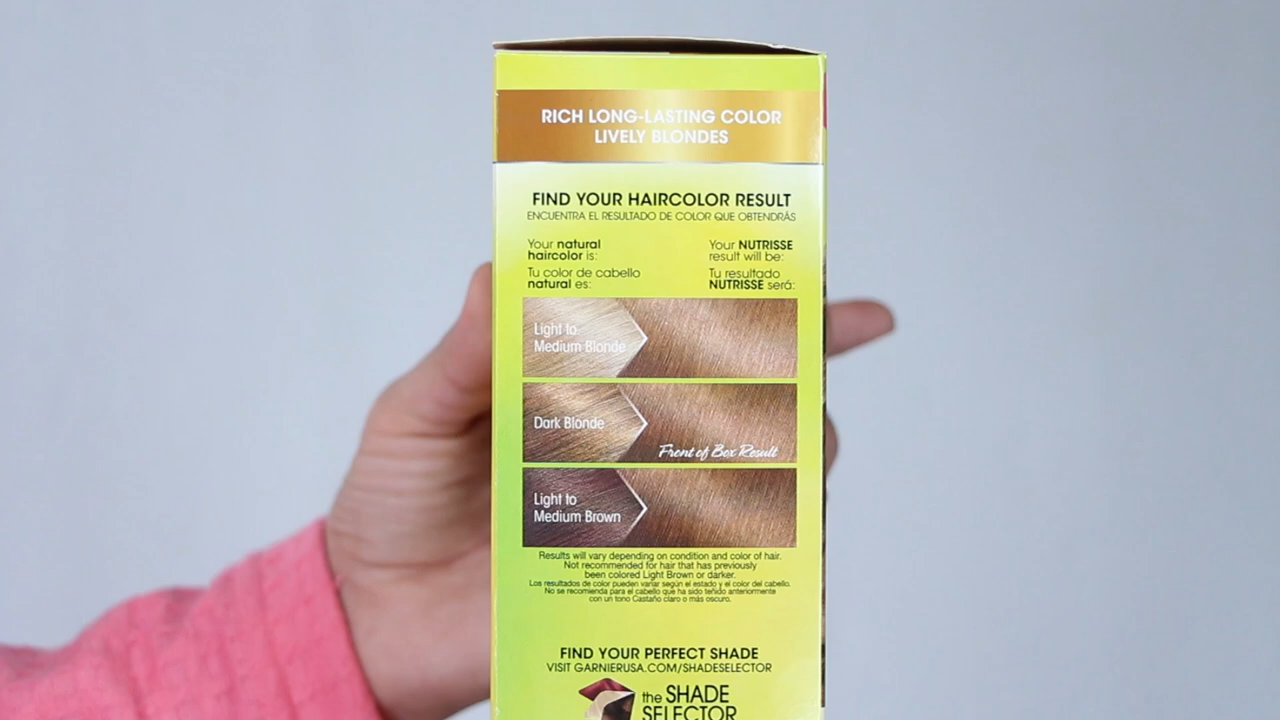 RICH LONG-LASTING COLOR
LIVELY BLONDES
FIND YOUR HAIRCOLOR RESULT
ENCUENTRA EL RESULTADO DE COLOR QUE OBTENDRÁS
Your natural
haircolor is:
Tu color de cabello
natural es:
Your NUTRISSE
result will be:
Tu resultado
NUTRISSE será:
Light to
Medium Blonde
Dark Blonde
Front of Box Result
Light to
Medium Brown
Results will vary depending on condition and color of hair.
Not recommended for hair that has previously
been colored Light Brown or darker.
Los resultados de color pueden variar según el estado y el color del cabello.
No se recomienda para el cabello que ha sido teñido anteriormente
con un tono Castaño claro o más oscuro.
FIND YOUR PERFECT SHADE
VISIT GARNIERUSA.COM/SHADESELECTOR
the SHADE
SELECTOR